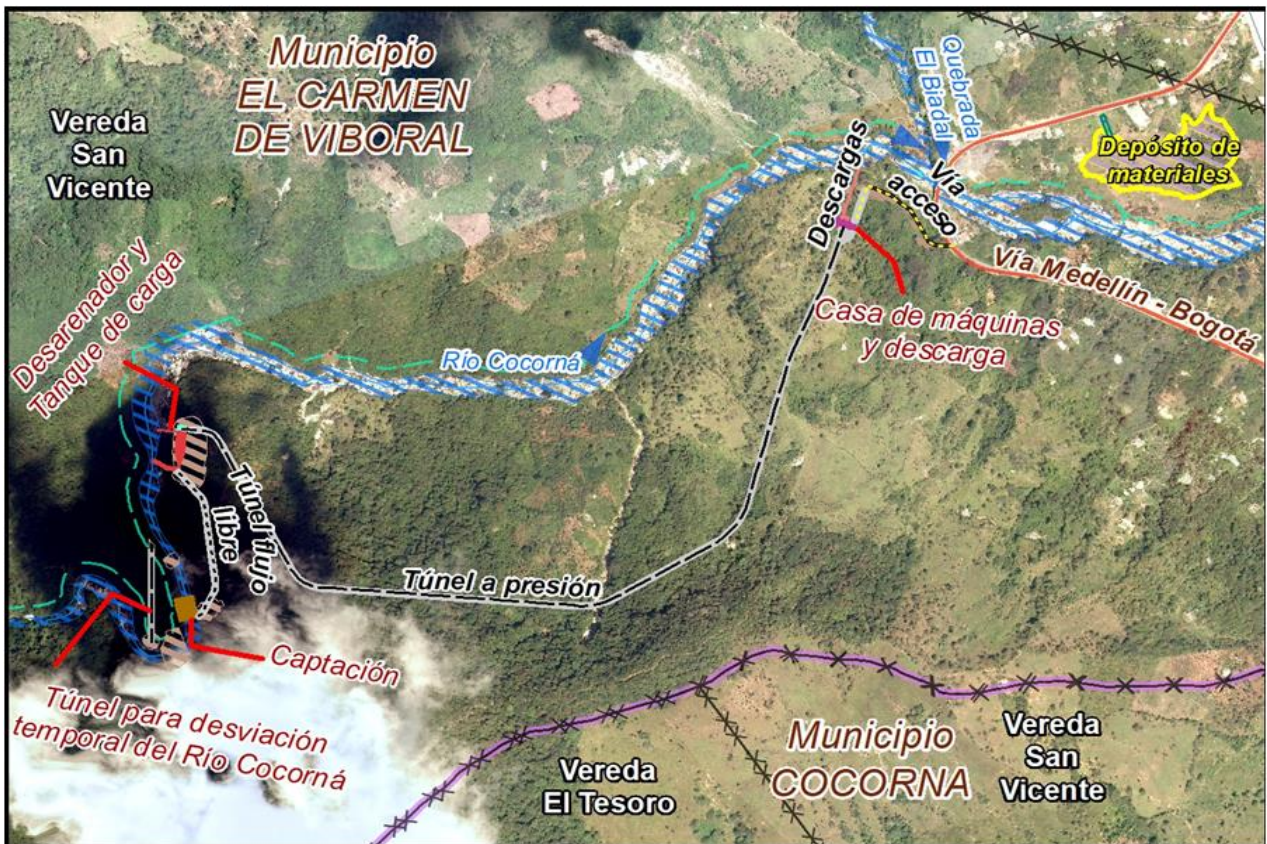 Municipio
EL CARMEN
DE VIBORAL
Vereda
San
Vicente
Quebrada
El Biadal
Depósito de
materiales
Descargas
Vía
acceso
Vía Medellín - Bogotá
Casa de máquinas
y descarga
Desarenador y
Tanque de carga
Río Cocorná
Túnel flujo
libre
Túnel a presión
Captación
Túnel para desviación
temporal del Río Cocorná
Vereda
El Tesoro
Municipio
COCORNA
Vereda
San
Vicente